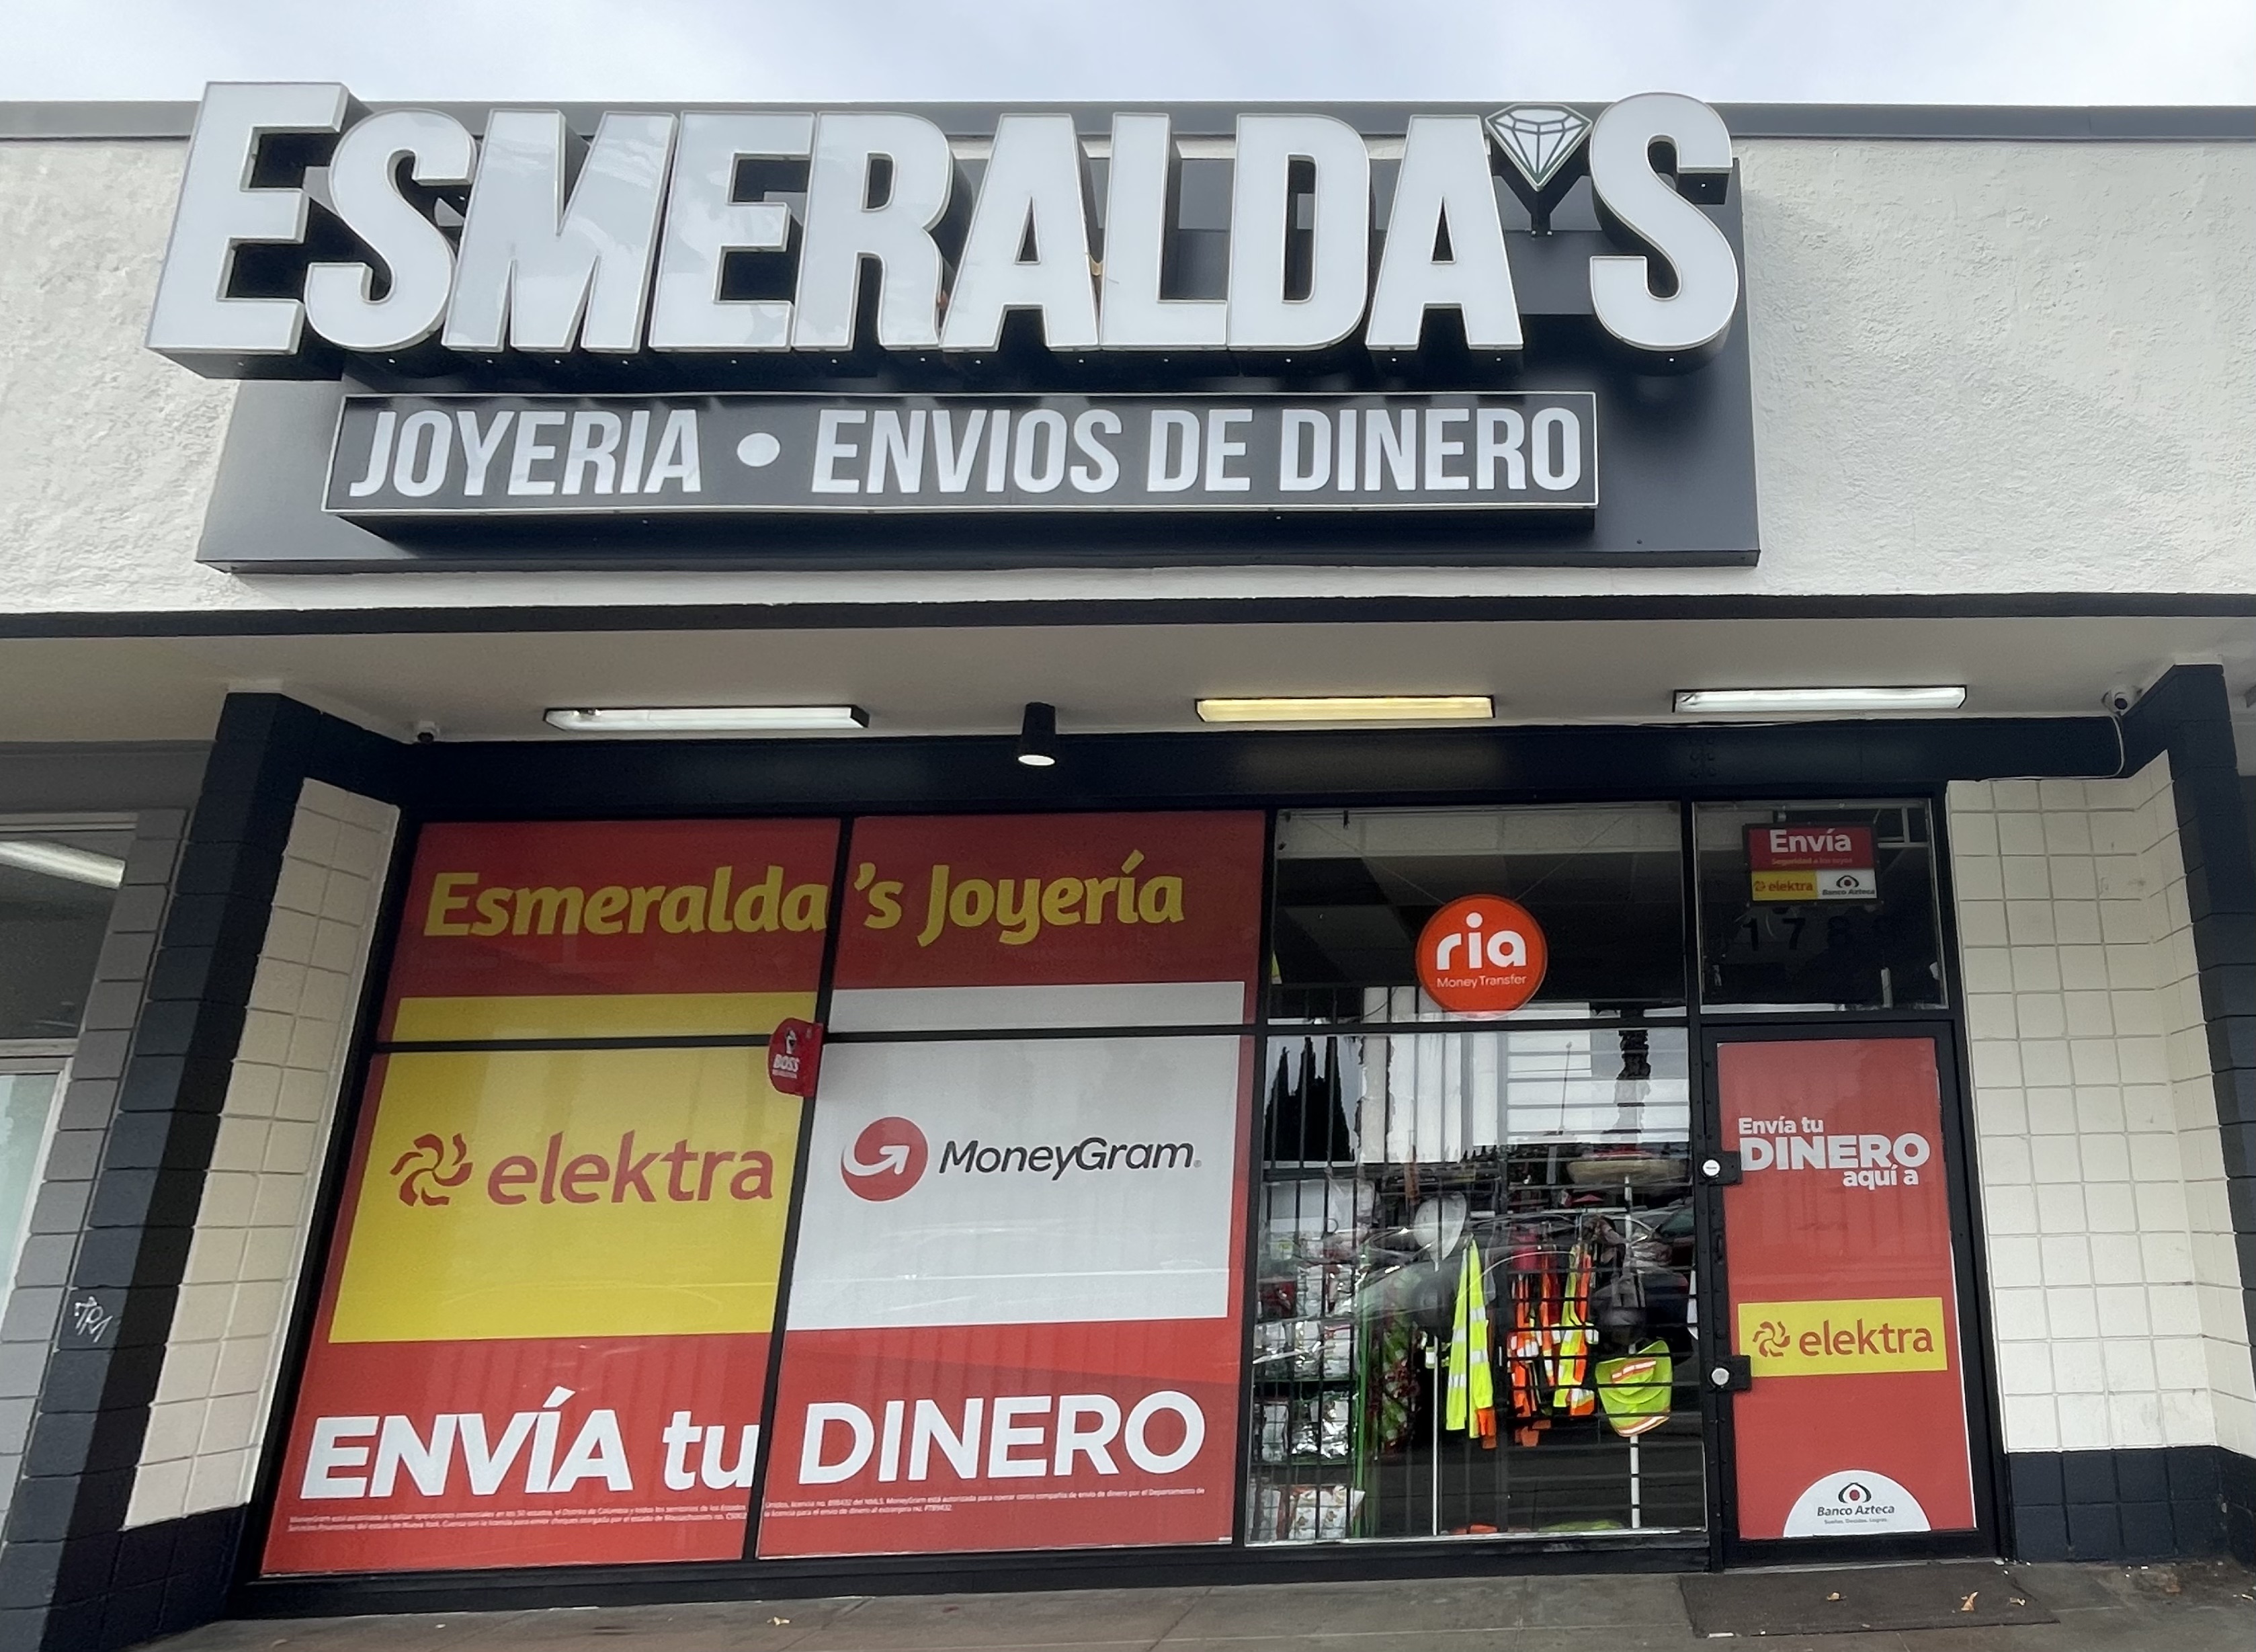 ESMERALDA'S
JOYERIA • ENVIOS DE DINERO
Esmeralda's Joyería
elektra
MoneyGram
ENVÍA tu DINERO
BOSS
ria
Money Transfer
Envía
elektra
Banco Azteca
Envía tu
DINERO
aquí a
elektra
Banco Azteca